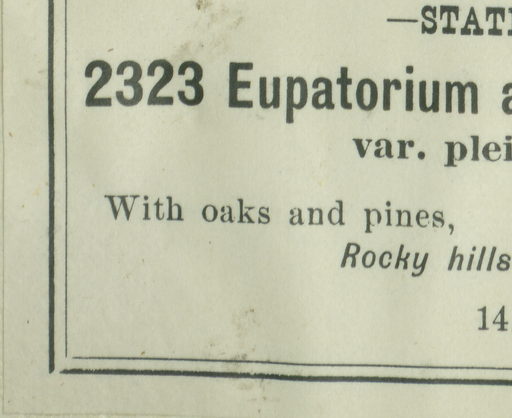 —STAT
2323 Eupatorium a
var. plei
With oaks and pines,
Rocky hills
14